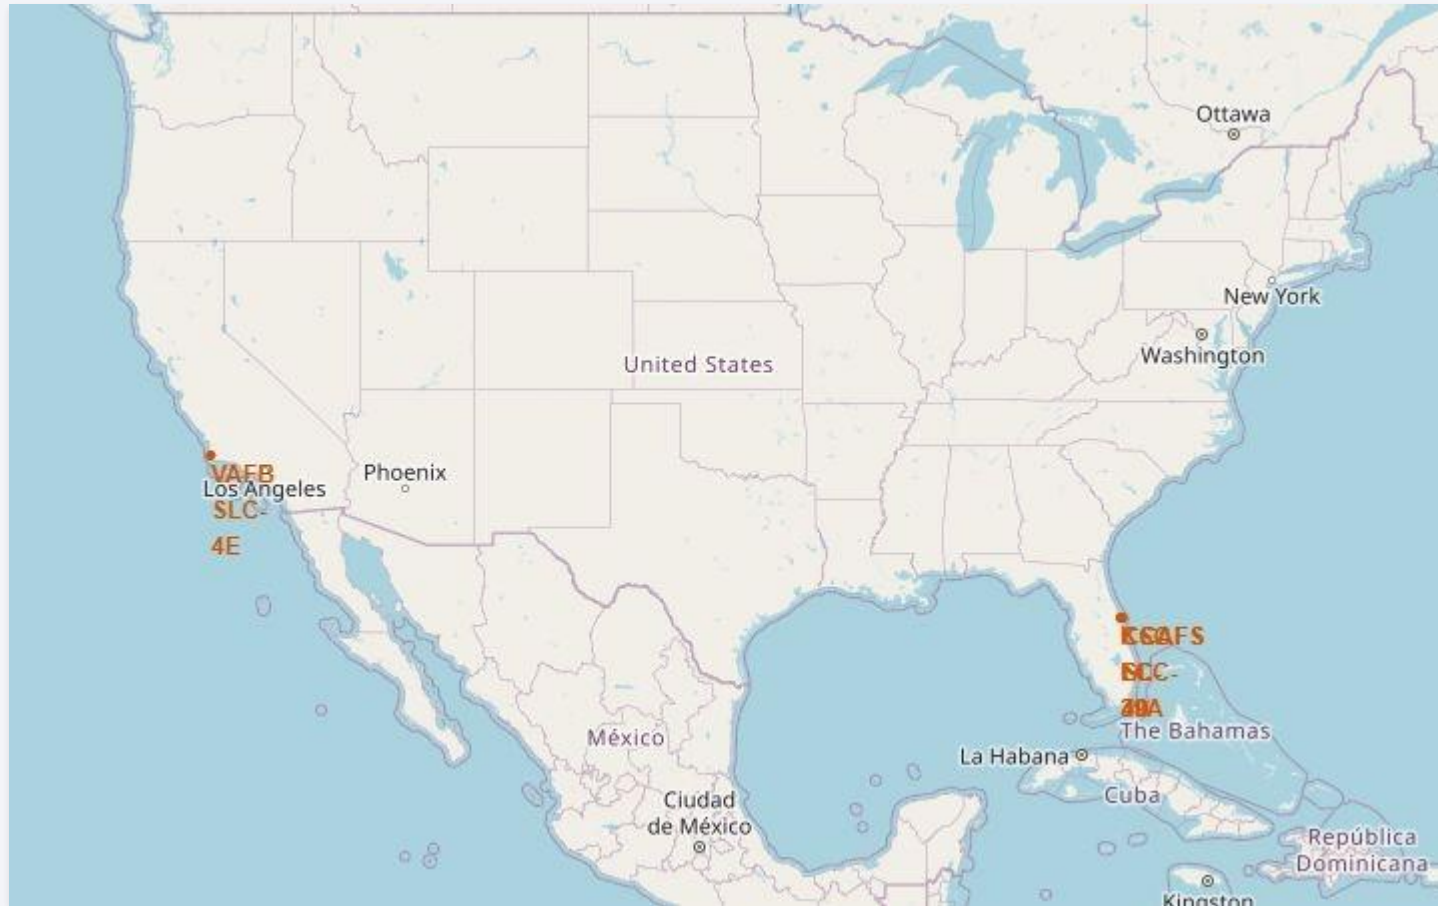 Ottawa
New York
Washington
United States
VAFB
Los Angeles
SLC-
4E
Phoenix
The Bahamas
México
La Habana
Cuba
Ciudad
de México
República
Dominicana
Kingston